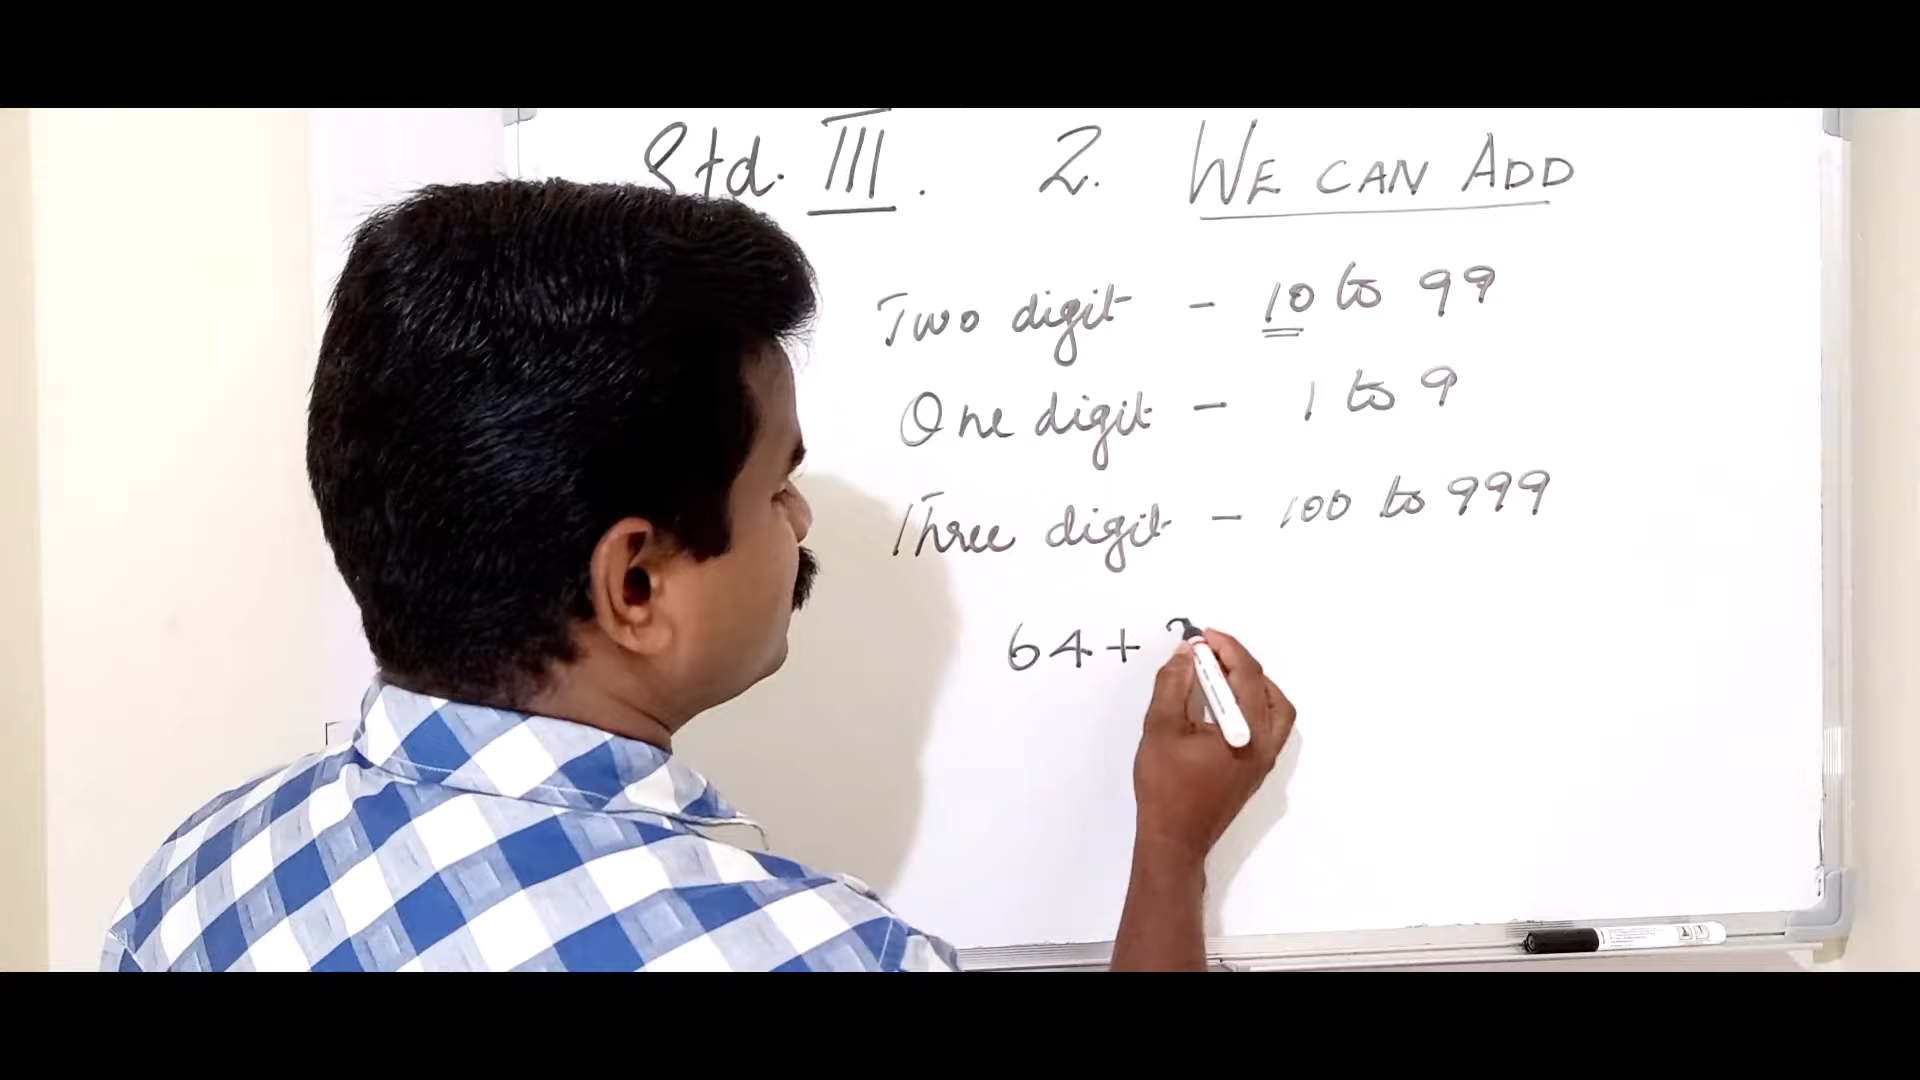 Std. III. 2. WE CAN ADD
Two digit - 10 to 99
One digit - 1 to 9
Three digit - 100 to 999
64+